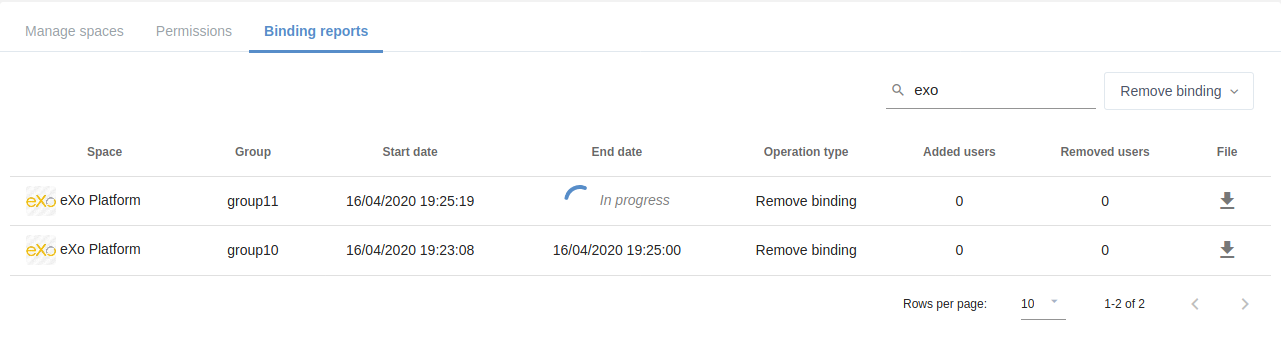 Manage spaces Permissions Binding reports
exo Remove binding
Space Group Start date End date Operation type Added users Removed users File
eXo eXo Platform group11 16/04/2020 19:25:19 In progress Remove binding 0 0
eXo eXo Platform group10 16/04/2020 19:23:08 16/04/2020 19:25:00 Remove binding 0 0
Rows per page: 10 1-2 of 2